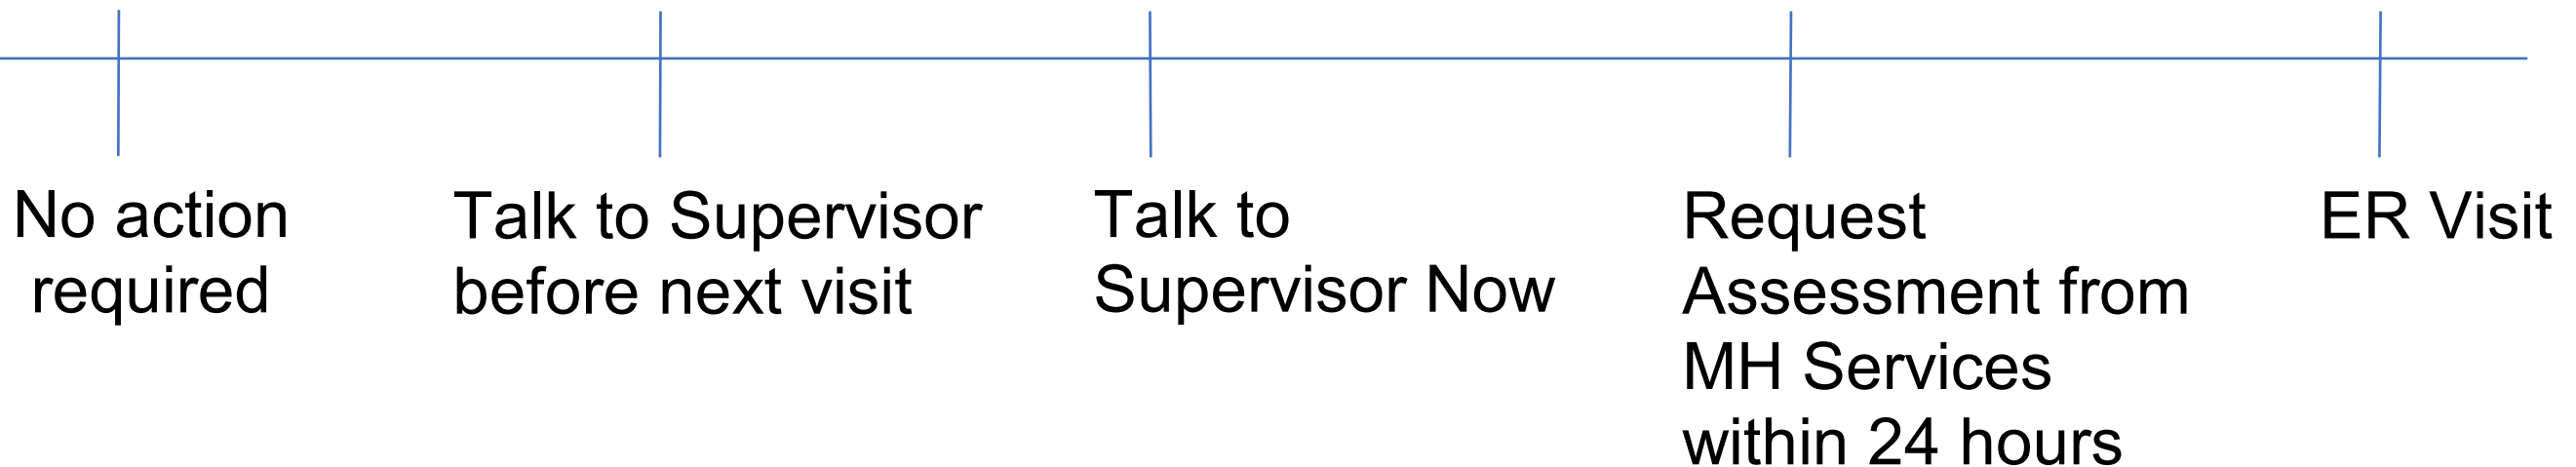 No action
required
Talk to Supervisor
before next visit
Talk to
Supervisor Now
Request
Assessment from
MH Services
within 24 hours
ER Visit